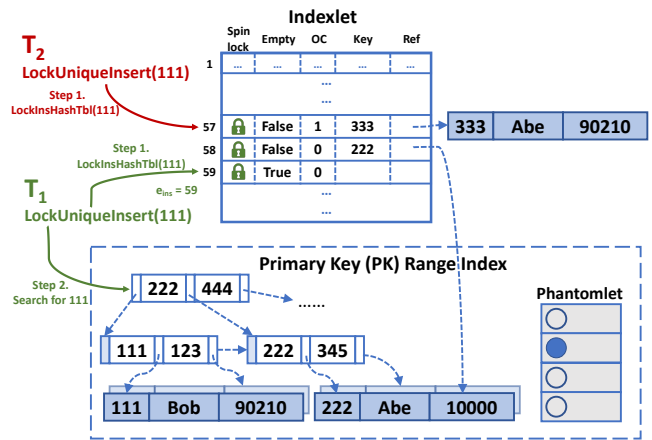 Indexlet
Spin lock Empty OC Key Ref
1 ... ... ... ... ...
...
...
57 False 1 333
58 False 0 222
59 True 0
...
...
T2
LockUniqueInsert(111)
Step 1.
LockInsHashTbl(111)
Step 1.
LockInsHashTbl(111)
eins = 59
T1
LockUniqueInsert(111)
333 Abe 90210
Step 2.
Search for 111
Primary Key (PK) Range Index
222 444
......
Phantomlet
111 123
222 345
111 Bob 90210
222 Abe 10000